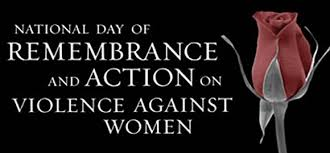 NATIONAL DAY OF
REMEMBRANCE
AND ACTION ON
VIOLENCE AGAINST
WOMEN